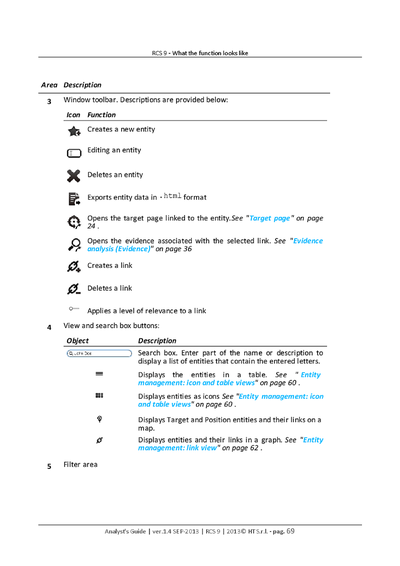 RCS 9 - What the function looks like
Area Description
3 Window toolbar. Descriptions are provided below:
Icon Function
Creates a new entity
Editing an entity
Deletes an entity
Exports entity data in .html format
Opens the target page linked to the entity.See "Target page" on page
24 .
Opens the evidence associated with the selected link. See "Evidence
analysis (Evidence)" on page 36
Creates a link
Deletes a link
Applies a level of relevance to a link
4 View and search box buttons:
Object Description
Search box. Enter part of the name or description to
display a list of entities that contain the entered letters.
Displays the entities in a table. See "Entity
management: icon and table views" on page 60 .
Displays entities as icons See "Entity management: icon
and table views" on page 60 .
Displays Target and Position entities and their links on a
map.
Displays entities and their links in a graph. See "Entity
management: link view" on page 62 .
5 Filter area
Analyst's Guide | ver.1.4 SEP-2013 | RCS 9 | 2013© HT S.r.l. - pag. 69